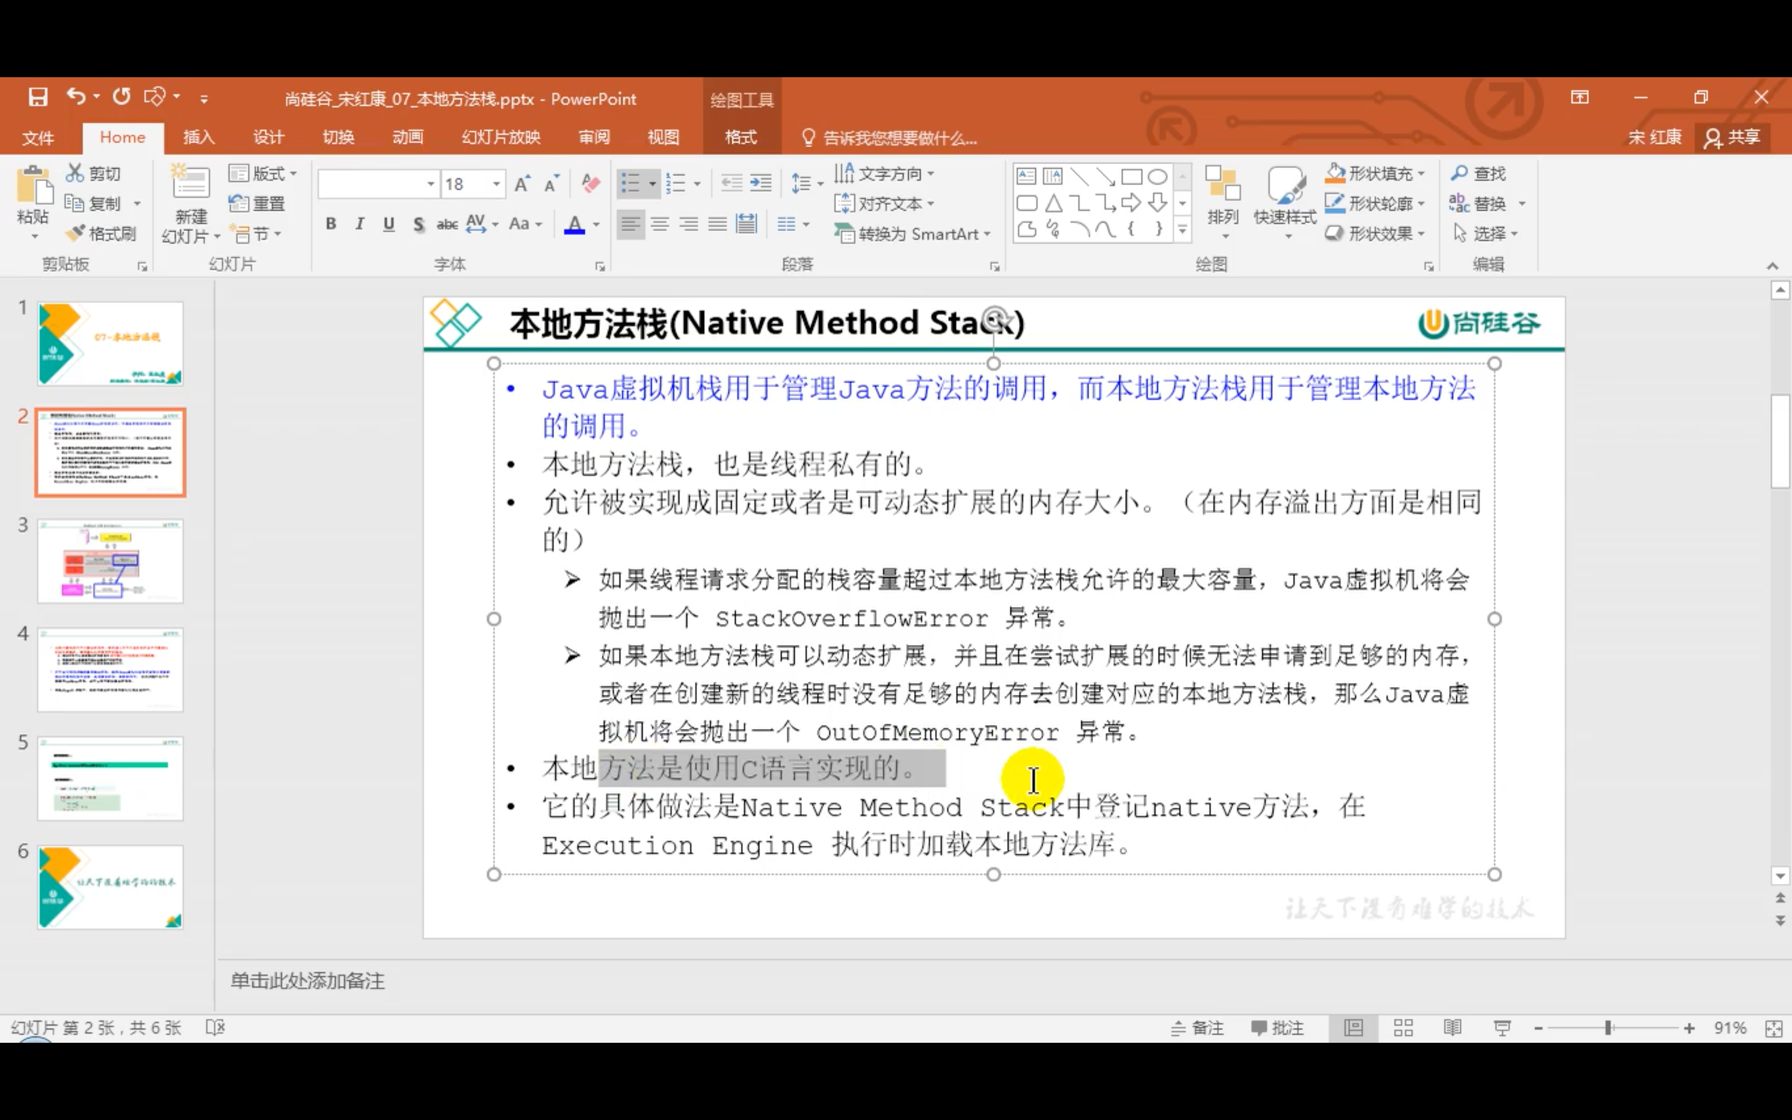 尚硅谷_宋红康_07_本地方法栈.pptx - PowerPoint
绘图工具
文件 Home 插入 设计 切换 动画 幻灯片放映 审阅 视图 格式 告诉我您想要做什么... 宋 红康 共享
剪切
复制
格式刷
粘贴
新建
幻灯片
版式
重置
节
18
B I U S abc AV Aa A
文字方向
对齐文本
转换为 SmartArt
排列
快速样式
形状填充
形状轮廓
形状效果
查找
替换
选择
剪贴板 幻灯片 字体 段落 绘图 编辑
1
07-本地方法栈
2
3
4
5
6
让天下没有难学的技术
本地方法栈(Native Method Stack)
尚硅谷
• Java虚拟机栈用于管理Java方法的调用，而本地方法栈用于管理本地方法
的调用。
• 本地方法栈，也是线程私有的。
• 允许被实现成固定或者是可动态扩展的内存大小。（在内存溢出方面是相同
的）
➢ 如果线程请求分配的栈容量超过本地方法栈允许的最大容量，Java虚拟机将会
抛出一个 StackOverflowError 异常。
➢ 如果本地方法栈可以动态扩展，并且在尝试扩展的时候无法申请到足够的内存，
或者在创建新的线程时没有足够的内存去创建对应的本地方法栈，那么Java虚
拟机将会抛出一个 OutOfMemoryError 异常。
• 本地方法是使用C语言实现的。
• 它的具体做法是Native Method Stack中登记native方法，在
Execution Engine 执行时加载本地方法库。
让天下没有难学的技术
单击此处添加备注
幻灯片 第 2 张，共 6 张
备注 批注 91%